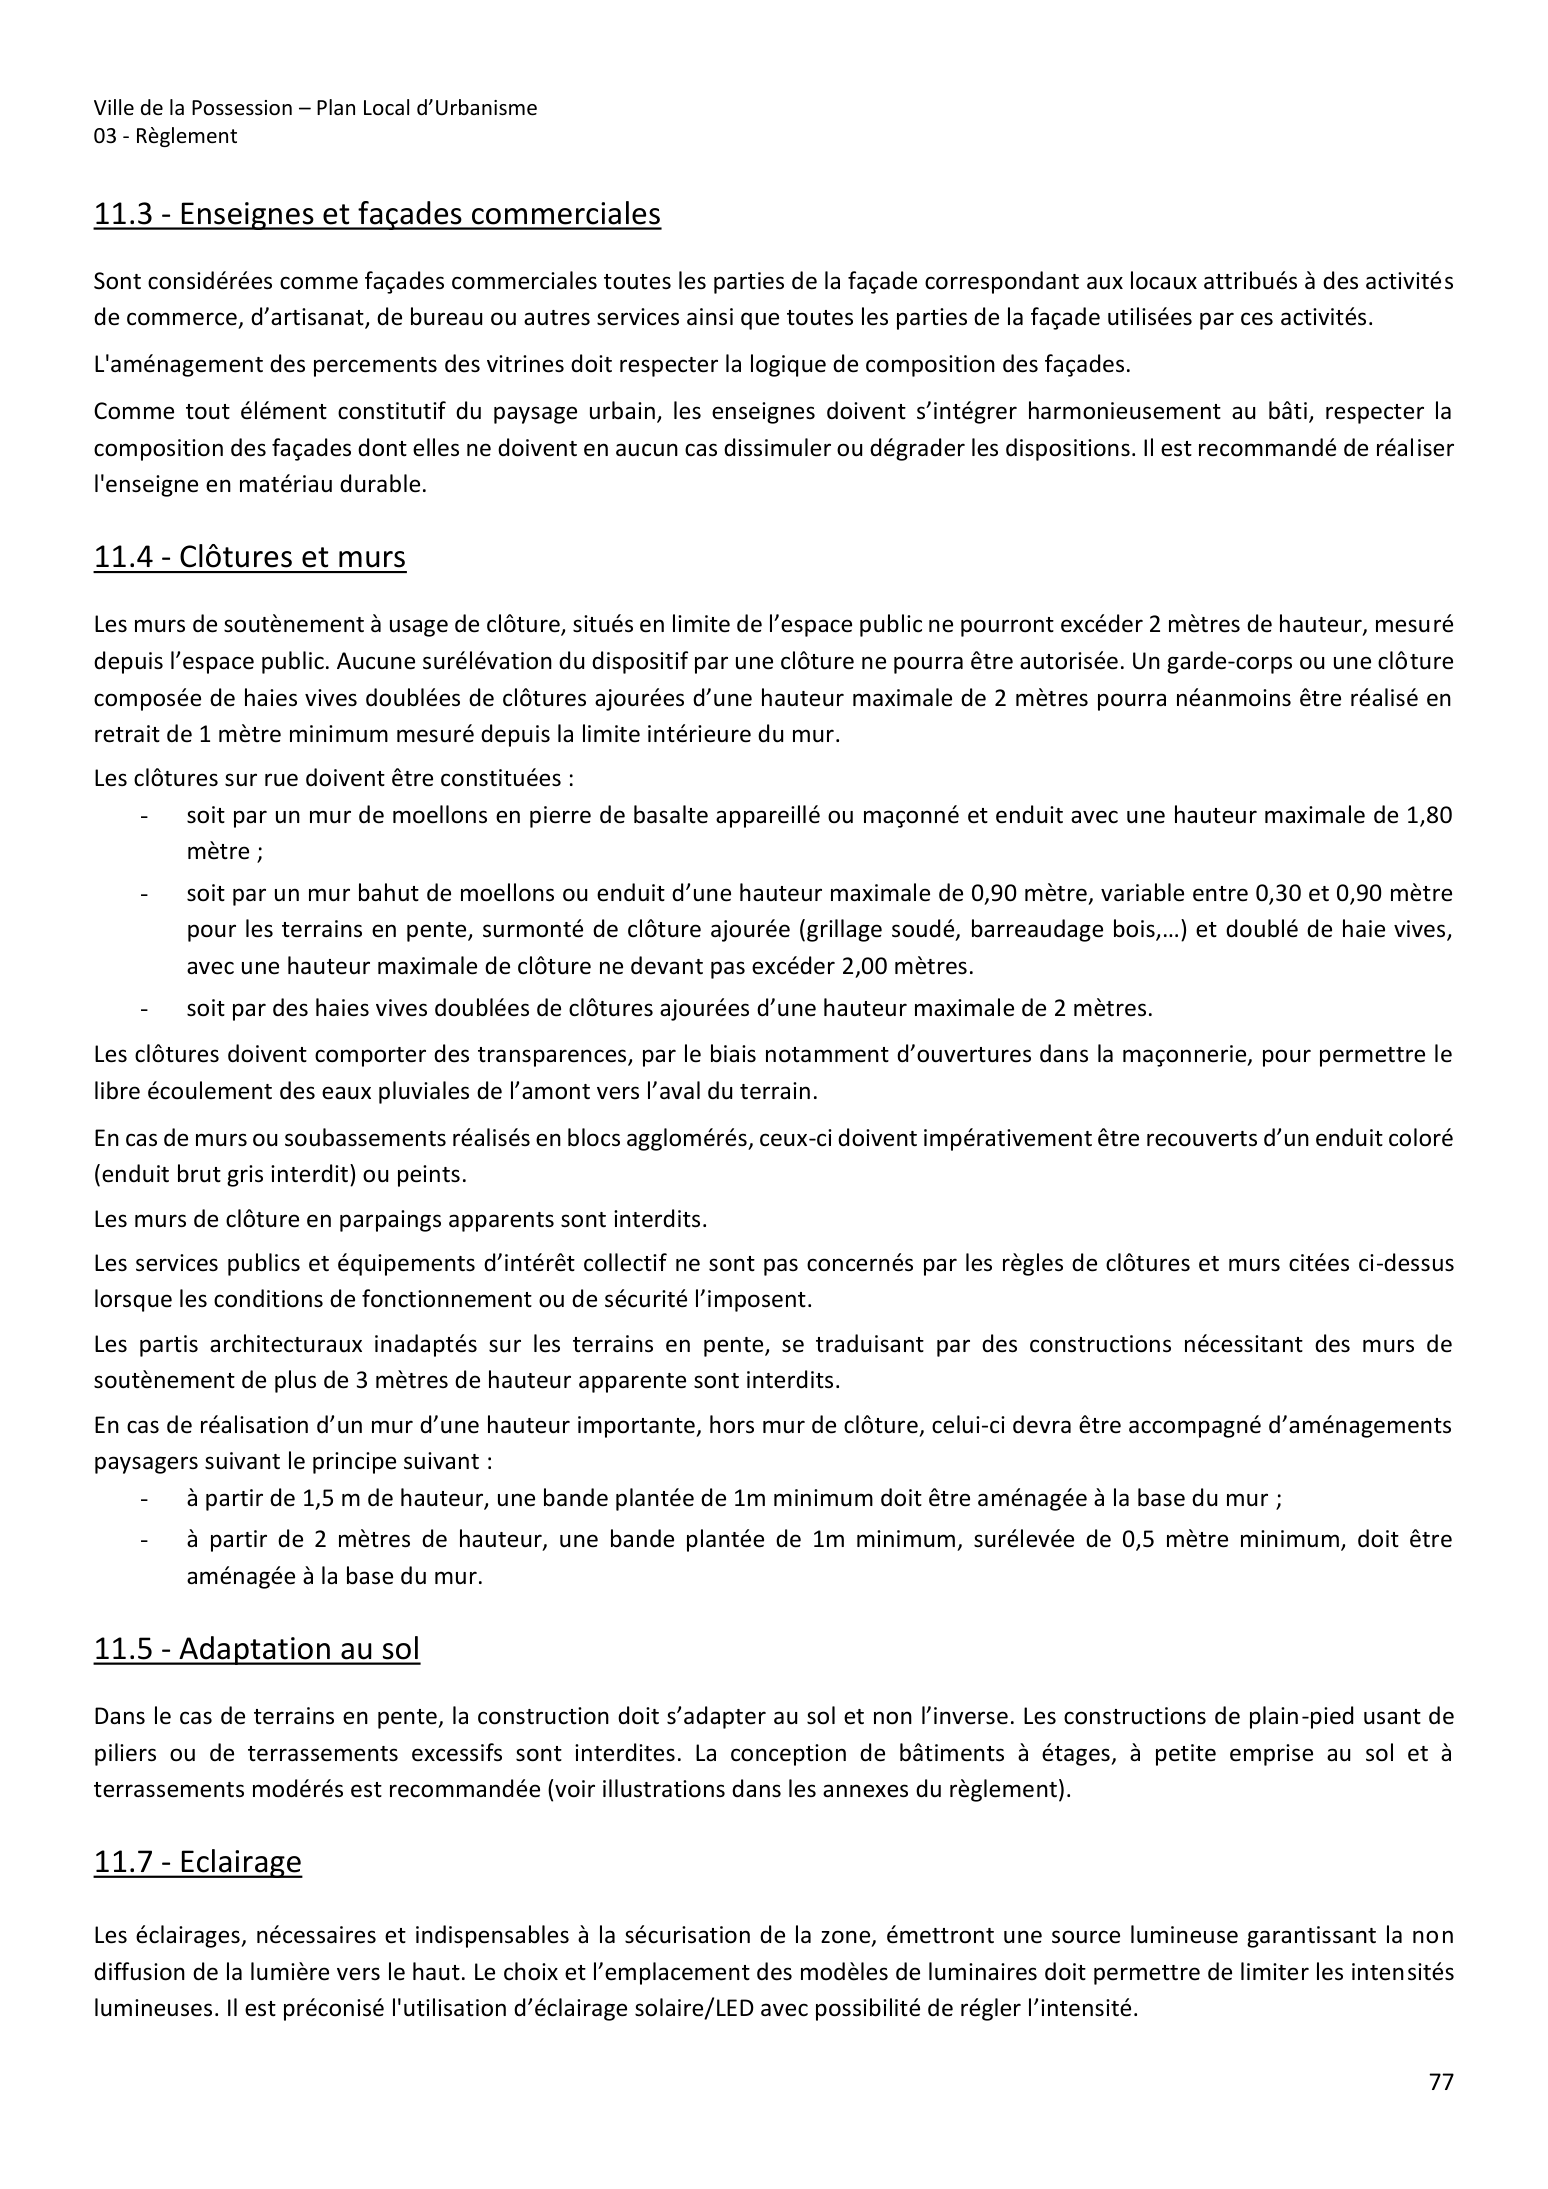 Ville de la Possession – Plan Local d’Urbanisme
03 - Règlement
11.3 - Enseignes et façades commerciales
Sont considérées comme façades commerciales toutes les parties de la façade correspondant aux locaux attribués à des activités
de commerce, d’artisanat, de bureau ou autres services ainsi que toutes les parties de la façade utilisées par ces activités.
L'aménagement des percements des vitrines doit respecter la logique de composition des façades.
Comme tout élément constitutif du paysage urbain, les enseignes doivent s’intégrer harmonieusement au bâti, respecter la
composition des façades dont elles ne doivent en aucun cas dissimuler ou dégrader les dispositions. Il est recommandé de réaliser
l'enseigne en matériau durable.
11.4 - Clôtures et murs
Les murs de soutènement à usage de clôture, situés en limite de l’espace public ne pourront excéder 2 mètres de hauteur, mesuré
depuis l’espace public. Aucune surélévation du dispositif par une clôture ne pourra être autorisée. Un garde-corps ou une clôture
composée de haies vives doublées de clôtures ajourées d’une hauteur maximale de 2 mètres pourra néanmoins être réalisé en
retrait de 1 mètre minimum mesuré depuis la limite intérieure du mur.
Les clôtures sur rue doivent être constituées :
- soit par un mur de moellons en pierre de basalte appareillé ou maçonné et enduit avec une hauteur maximale de 1,80
mètre ;
- soit par un mur bahut de moellons ou enduit d’une hauteur maximale de 0,90 mètre, variable entre 0,30 et 0,90 mètre
pour les terrains en pente, surmonté de clôture ajourée (grillage soudé, barreaudage bois,…) et doublé de haie vives,
avec une hauteur maximale de clôture ne devant pas excéder 2,00 mètres.
- soit par des haies vives doublées de clôtures ajourées d’une hauteur maximale de 2 mètres.
Les clôtures doivent comporter des transparences, par le biais notamment d’ouvertures dans la maçonnerie, pour permettre le
libre écoulement des eaux pluviales de l’amont vers l’aval du terrain.
En cas de murs ou soubassements réalisés en blocs agglomérés, ceux-ci doivent impérativement être recouverts d’un enduit coloré
(enduit brut gris interdit) ou peints.
Les murs de clôture en parpaings apparents sont interdits.
Les services publics et équipements d’intérêt collectif ne sont pas concernés par les règles de clôtures et murs citées ci-dessus
lorsque les conditions de fonctionnement ou de sécurité l’imposent.
Les partis architecturaux inadaptés sur les terrains en pente, se traduisant par des constructions nécessitant des murs de
soutènement de plus de 3 mètres de hauteur apparente sont interdits.
En cas de réalisation d’un mur d’une hauteur importante, hors mur de clôture, celui-ci devra être accompagné d’aménagements
paysagers suivant le principe suivant :
- à partir de 1,5 m de hauteur, une bande plantée de 1m minimum doit être aménagée à la base du mur ;
- à partir de 2 mètres de hauteur, une bande plantée de 1m minimum, surélevée de 0,5 mètre minimum, doit être
aménagée à la base du mur.
11.5 - Adaptation au sol
Dans le cas de terrains en pente, la construction doit s’adapter au sol et non l’inverse. Les constructions de plain-pied usant de
piliers ou de terrassements excessifs sont interdites. La conception de bâtiments à étages, à petite emprise au sol et à
terrassements modérés est recommandée (voir illustrations dans les annexes du règlement).
11.7 - Eclairage
Les éclairages, nécessaires et indispensables à la sécurisation de la zone, émettront une source lumineuse garantissant la non
diffusion de la lumière vers le haut. Le choix et l’emplacement des modèles de luminaires doit permettre de limiter les intensités
lumineuses. Il est préconisé l'utilisation d’éclairage solaire/LED avec possibilité de régler l’intensité.
77